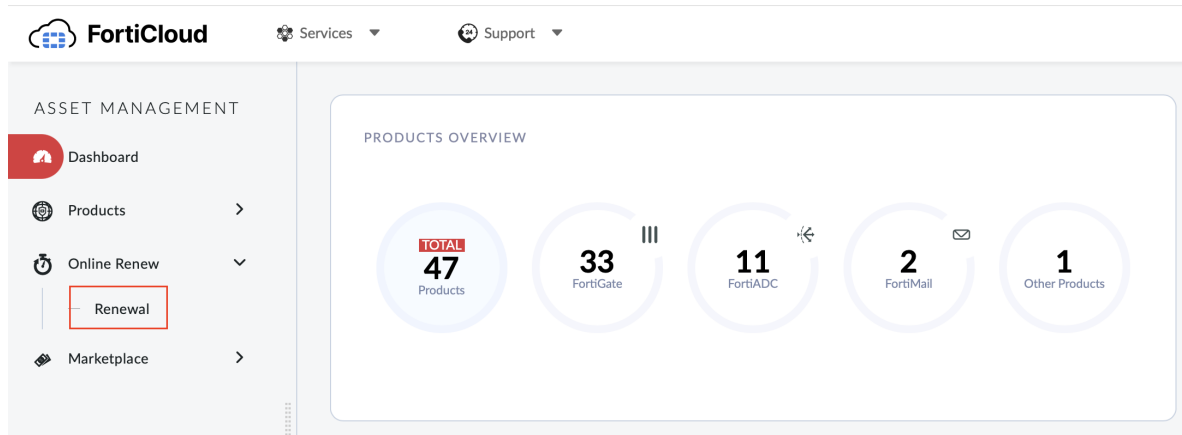 FortiCloud
Services
24
Support
ASSET MANAGEMENT
Dashboard
Products
Online Renew
Renewal
Marketplace
PRODUCTS OVERVIEW
TOTAL
47
Products
33
FortiGate
11
FortiADC
2
FortiMail
1
Other Products